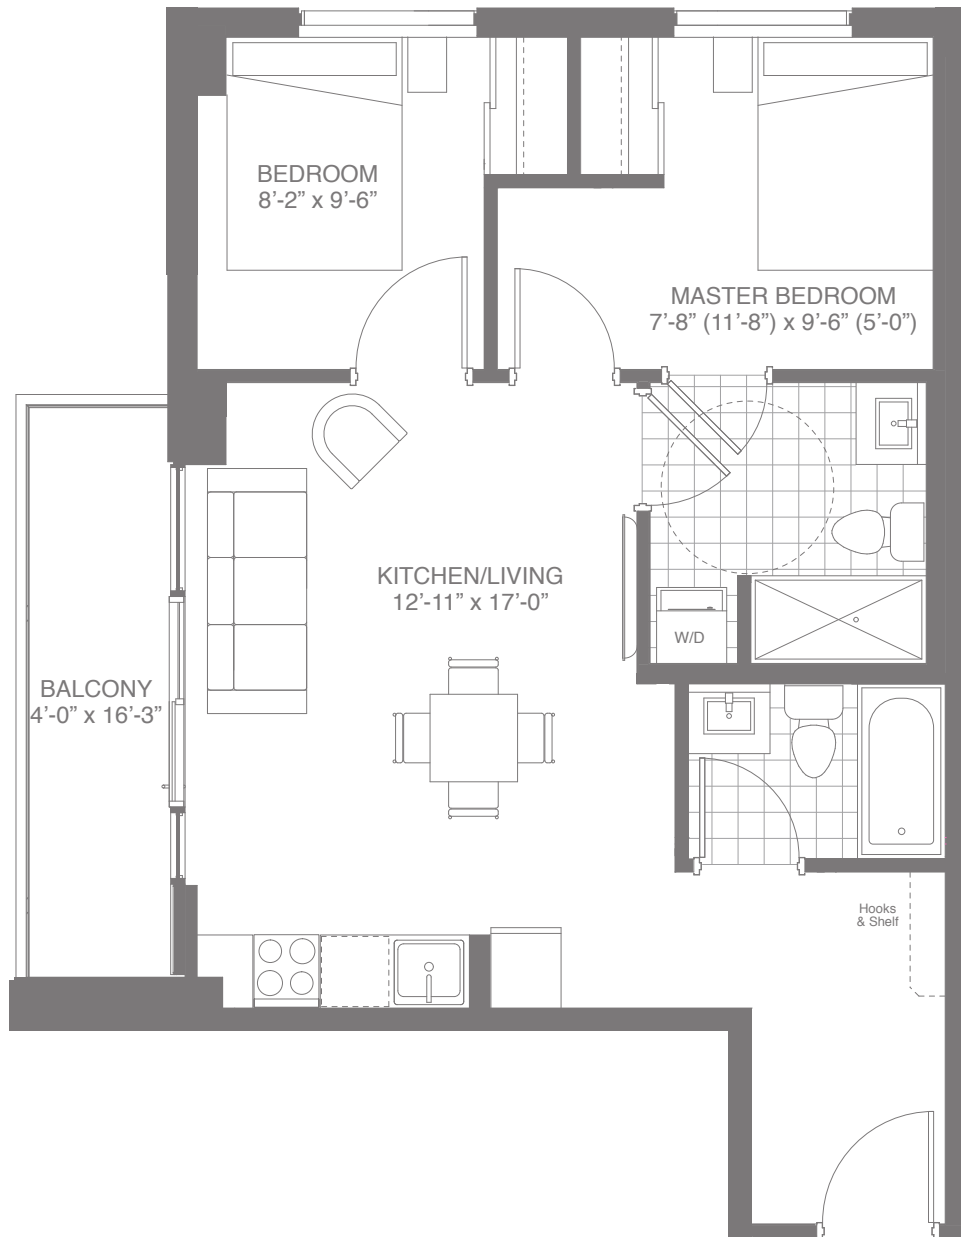 BEDROOM
8’-2” x 9’-6”
MASTER BEDROOM
7’-8” (11’-8”) x 9’-6” (5’-0”)
KITCHEN/LIVING
12’-11” x 17’-0”
W/D
BALCONY
4’-0” x 16’-3”
Hooks
& Shelf